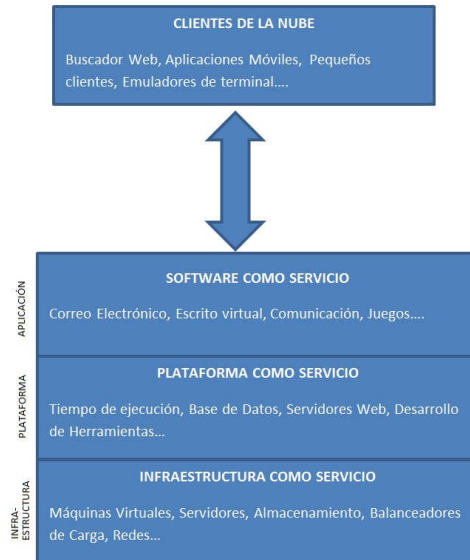 CLIENTES DE LA NUBE
Buscador Web, Aplicaciones Móviles, Pequeños
clientes, Emuladores de terminal....
APLICACIÓN
SOFTWARE COMO SERVICIO
Correo Electrónico, Escrito virtual, Comunicación, Juegos....
PLATAFORMA
PLATAFORMA COMO SERVICIO
Tiempo de ejecución, Base de Datos, Servidores Web, Desarrollo
de Herramientas...
INFRA-
ESTRUCTURA
INFRAESTRUCTURA COMO SERVICIO
Máquinas Virtuales, Servidores, Almacenamiento, Balanceadores
de Carga, Redes...